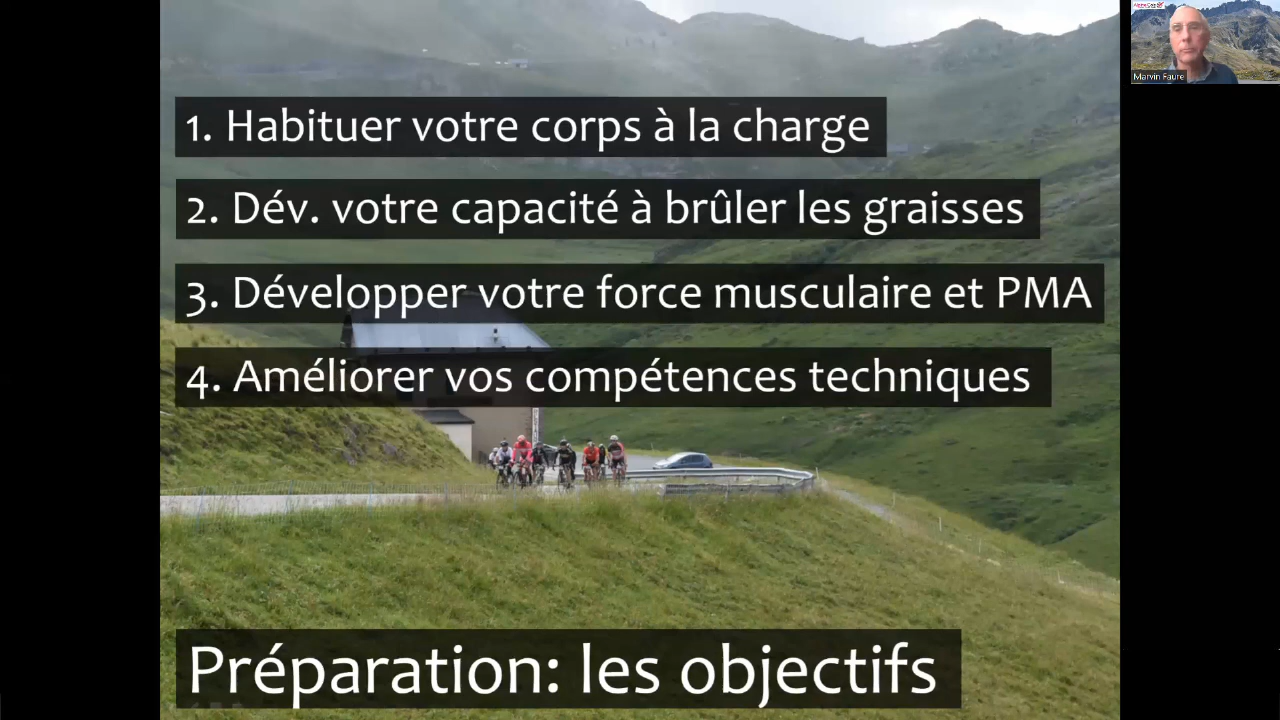 1. Habituer votre corps à la charge
2. Dév. votre capacité à brûler les graisses
3. Développer votre force musculaire et PMA
4. Améliorer vos compétences techniques
Préparation: les objectifs
Marvin Faure